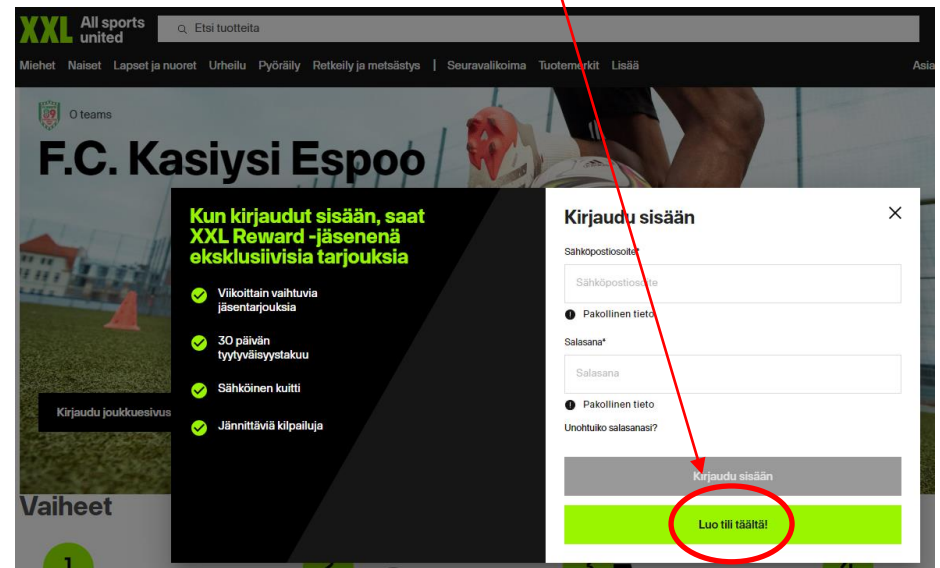 XXL All sports united
Etsi tuotteita
Miehet Naiset Lapset ja nuoret Urheilu Pyöräily Retkeily ja metsästys | Seuravalikoima Tuotemerkit Lisää Asia
0 teams
F.C. Kasiysi Espoo
Kun kirjaudut sisään, saat
XXL Reward -jäsenenä
eksklusiivisia tarjouksia
Viikoittain vaihtuvia
jäsentarjouksia
30 päivän
tyytyväisyystakuu
Sähköinen kuitti
Jännittäviä kilpailuja
Kirjaudu sisään
Sähköpostiosoite*
Sähköpostiosoite
Pakollinen tieto
Salasana*
Salasana
Pakollinen tieto
Unohtuiko salasanasi?
Kirjaudu sisään
Luo tili täältä!
Kirjaudu joukkuesivus
Vaiheet
1